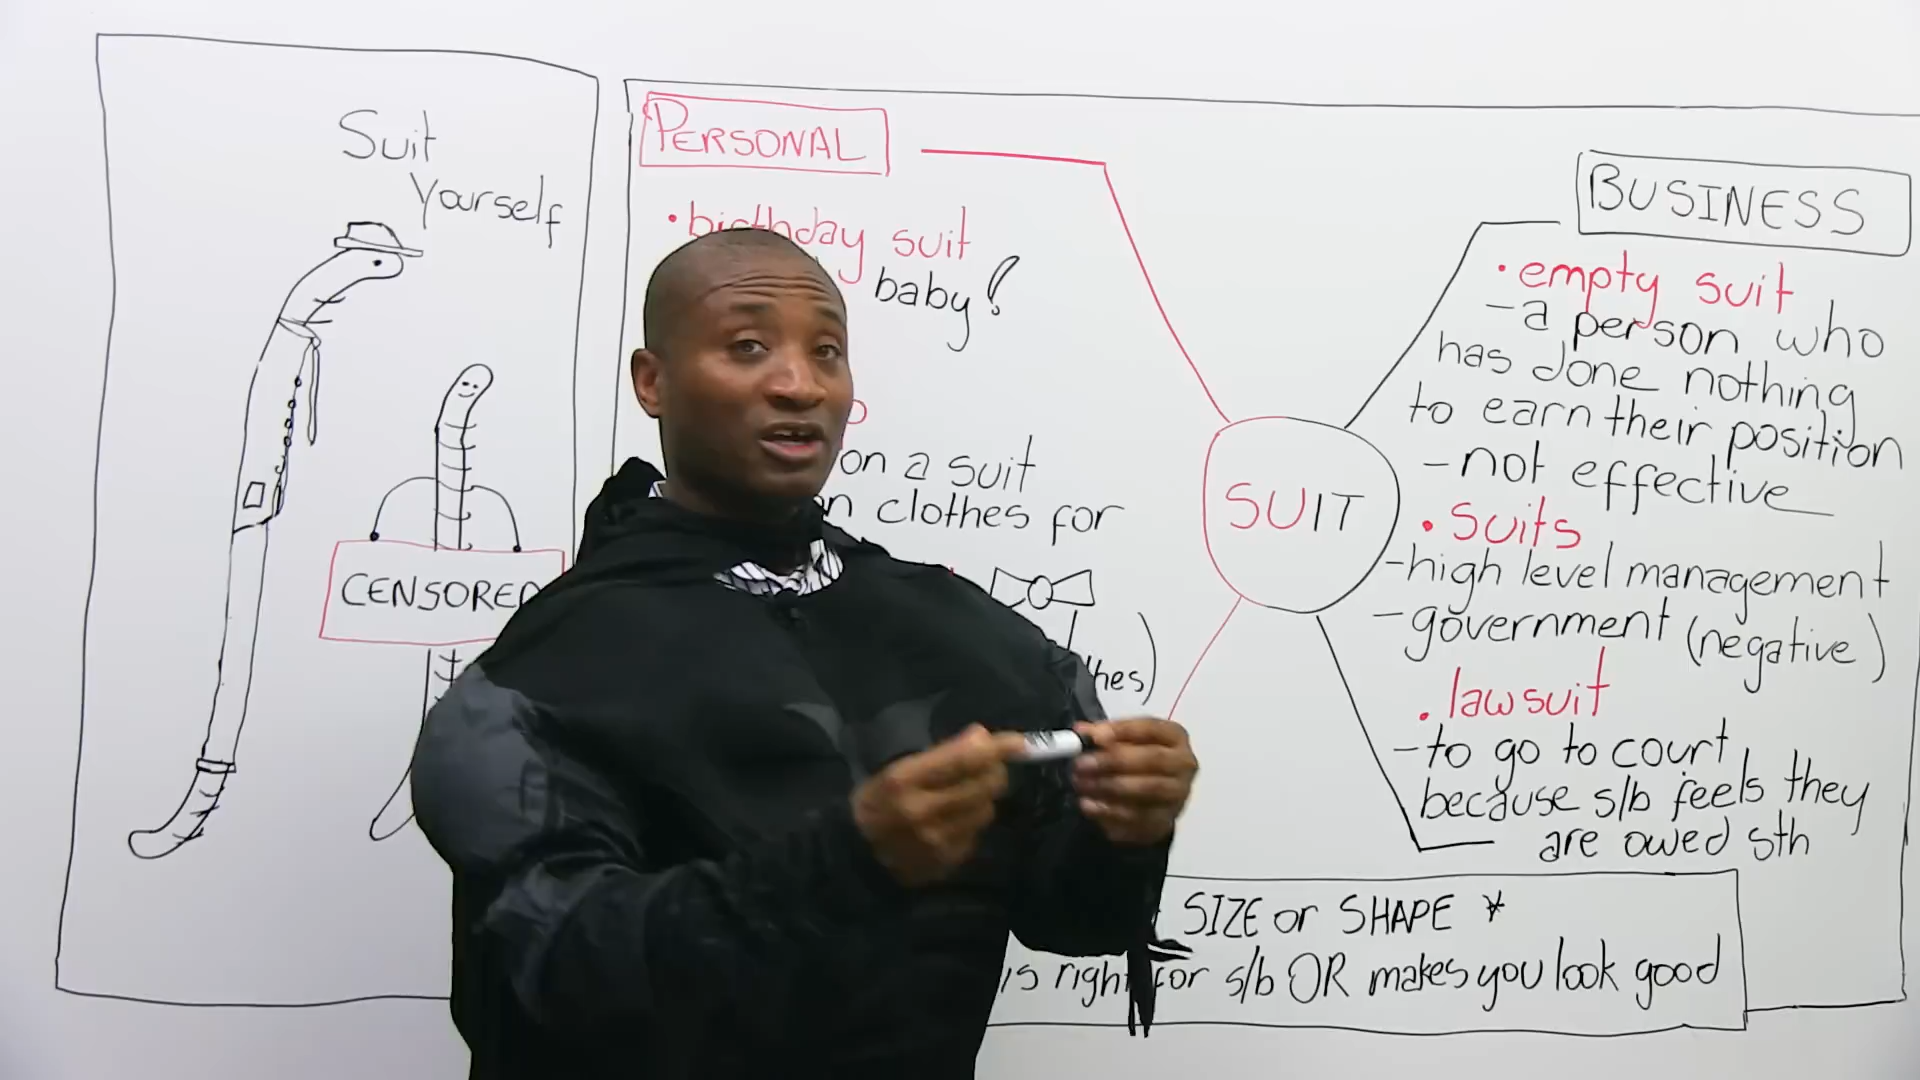 Suit
Yourself
CENSORED
PERSONAL
• birthday suit
baby!
on a suit
clothes for
SUIT
BUSINESS
• empty suit
- a person who
has done nothing
to earn their position
- not effective
• suits
- high level management
- government (negative)
• lawsuit
- to go to court
because s/b feels they
are owed sth
SIZE or SHAPE *
is right for s/b OR makes you look good